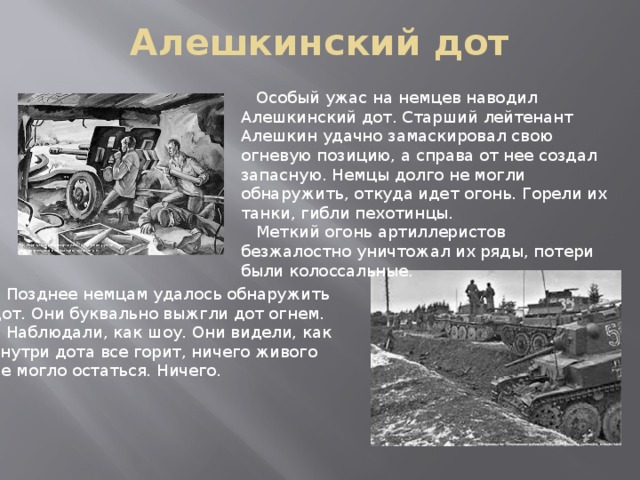 Алешкинский дот
Особый ужас на немцев наводил
Алешкинский дот. Старший лейтенант
Алешкин удачно замаскировал свою
огневую позицию, а справа от нее создал
запасную. Немцы долго не могли
обнаружить, откуда идет огонь. Горели их
танки, гибли пехотинцы.
Меткий огонь артиллеристов
безжалостно уничтожал их ряды, потери
были колоссальные.
Позднее немцам удалось обнаружить
дот. Они буквально выжгли дот огнем.
Наблюдали, как шоу. Они видели, как
нутри дота все горит, ничего живого
е могло остаться. Ничего.